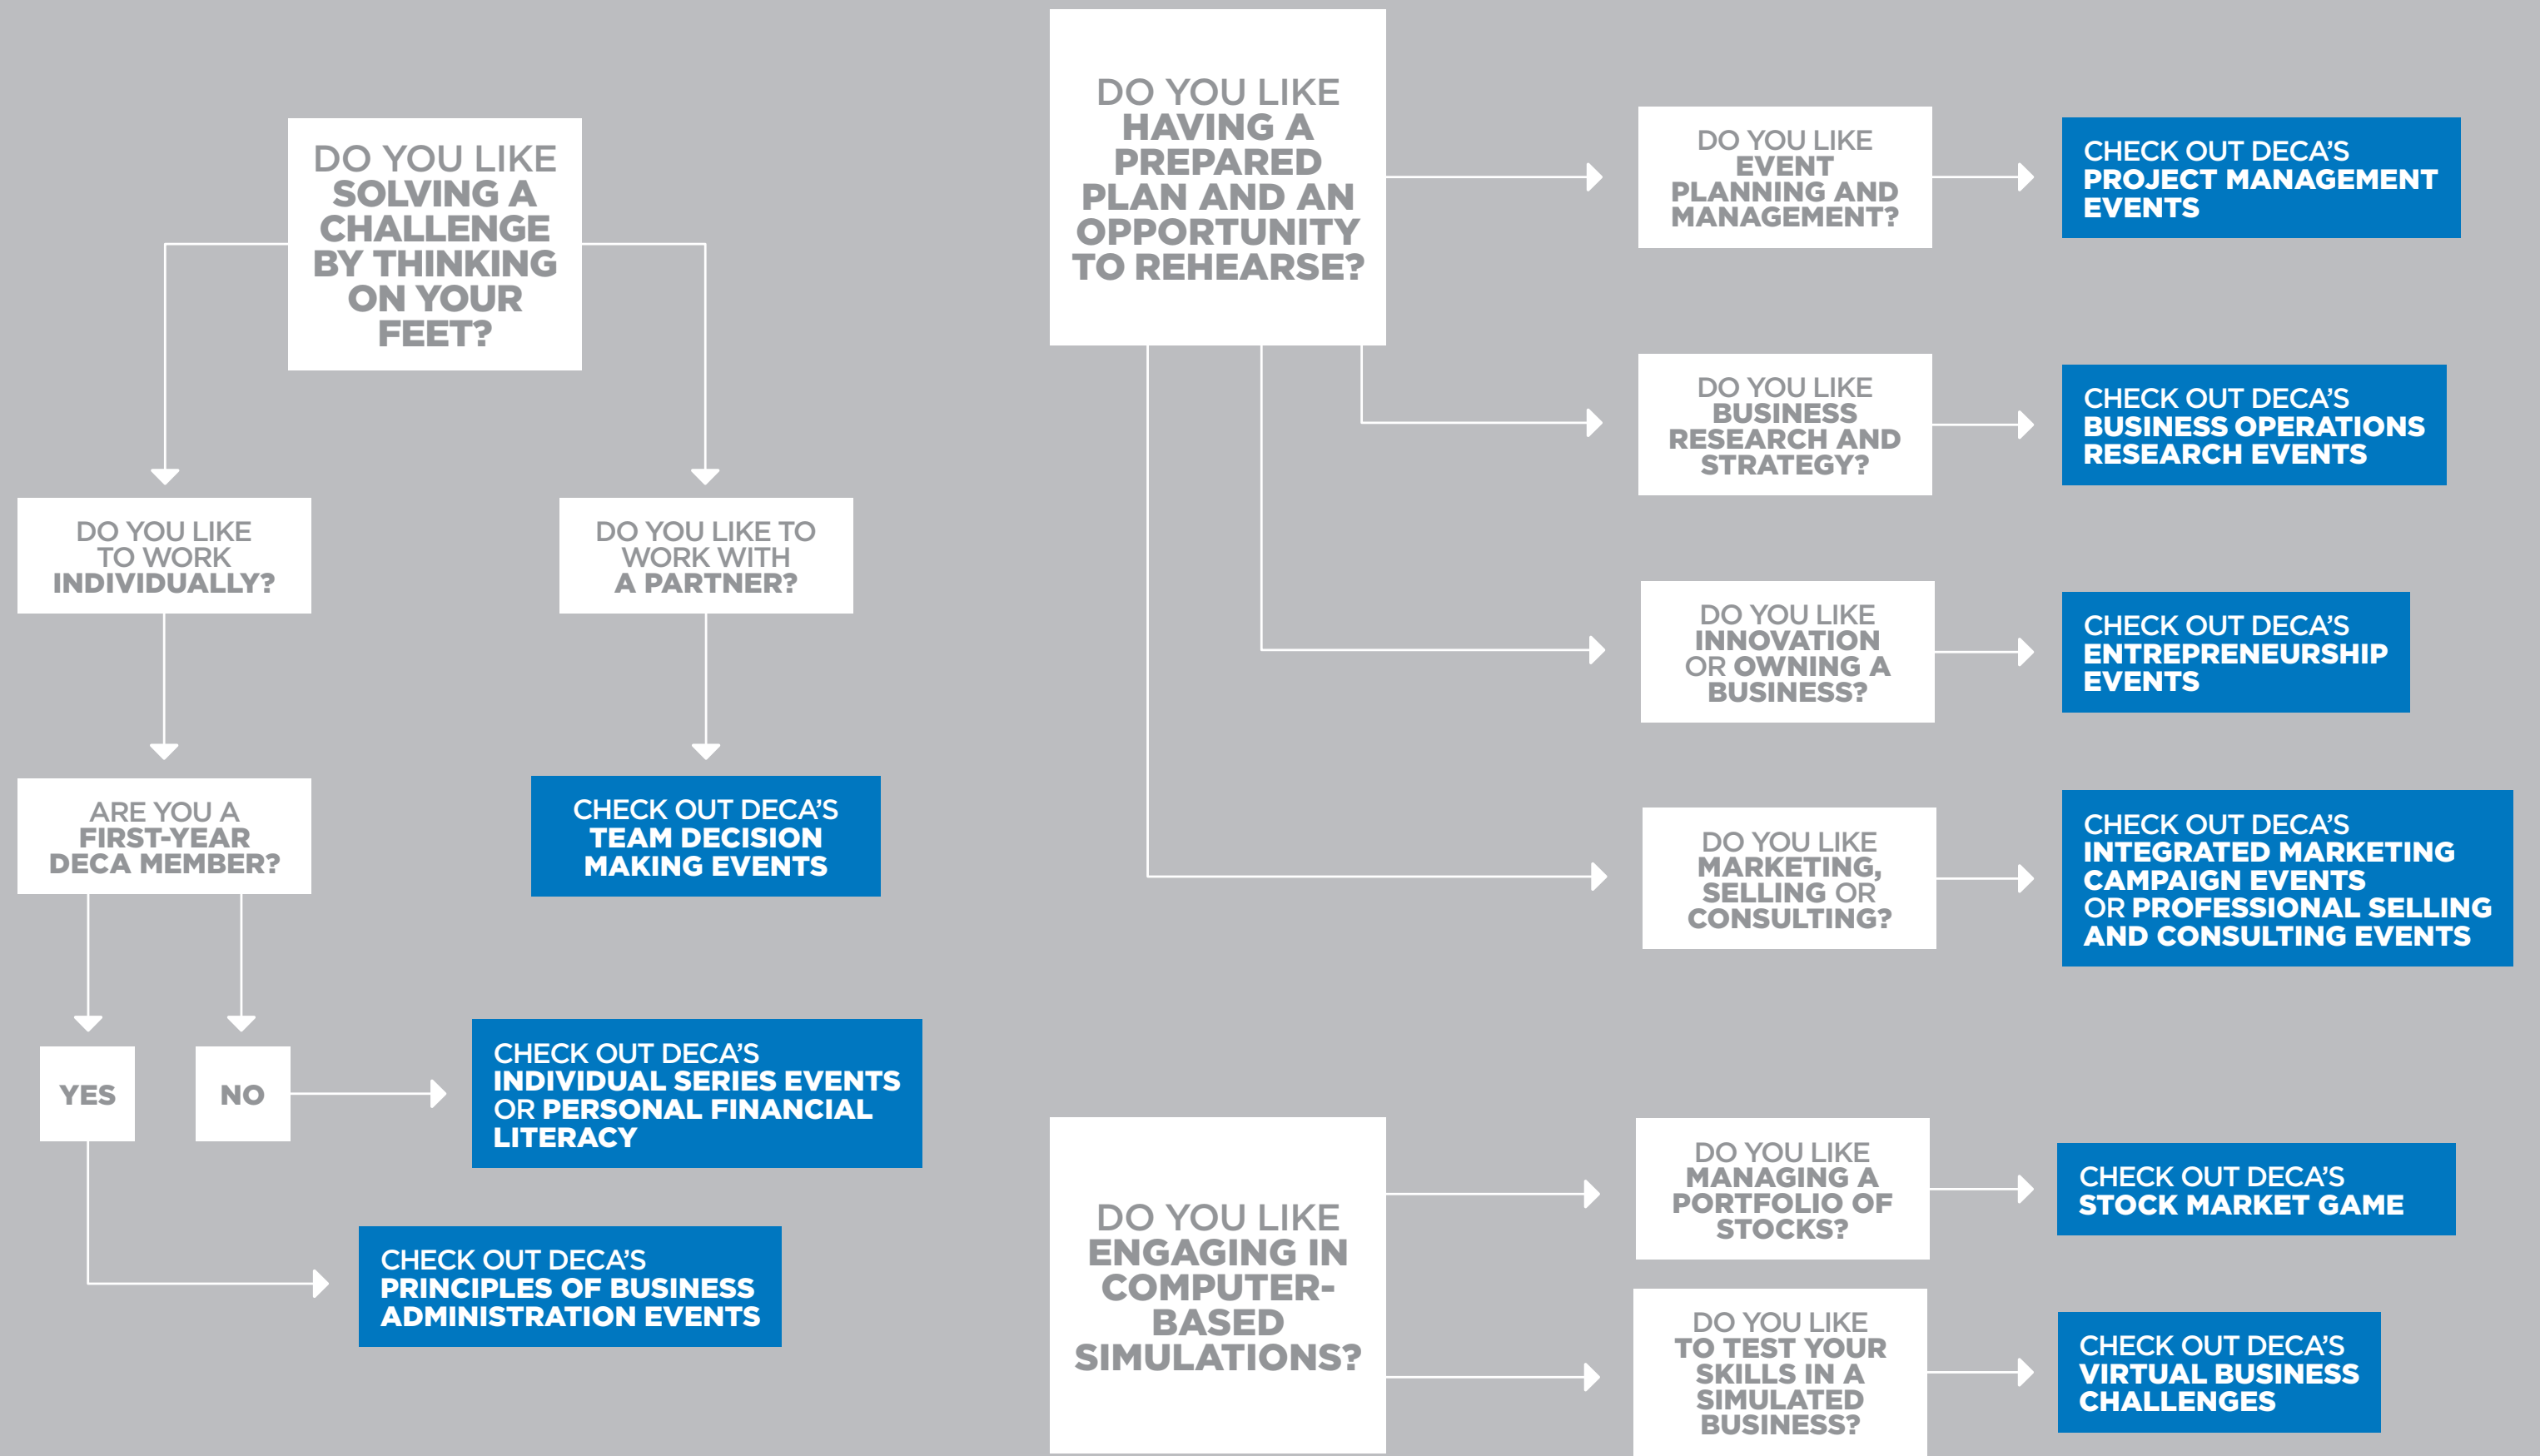 DO YOU LIKE
SOLVING A
CHALLENGE
BY THINKING
ON YOUR
FEET?
DO YOU LIKE
TO WORK
INDIVIDUALLY?
DO YOU LIKE TO
WORK WITH
A PARTNER?
ARE YOU A
FIRST-YEAR
DECA MEMBER?
CHECK OUT DECA’S
TEAM DECISION
MAKING EVENTS
YES
NO
CHECK OUT DECA’S
INDIVIDUAL SERIES EVENTS
OR PERSONAL FINANCIAL
LITERACY
CHECK OUT DECA’S
PRINCIPLES OF BUSINESS
ADMINISTRATION EVENTS
DO YOU LIKE
HAVING A
PREPARED
PLAN AND AN
OPPORTUNITY
TO REHEARSE?
DO YOU LIKE
EVENT
PLANNING AND
MANAGEMENT?
CHECK OUT DECA’S
PROJECT MANAGEMENT
EVENTS
DO YOU LIKE
BUSINESS
RESEARCH AND
STRATEGY?
CHECK OUT DECA’S
BUSINESS OPERATIONS
RESEARCH EVENTS
DO YOU LIKE
INNOVATION
OR OWNING A
BUSINESS?
CHECK OUT DECA’S
ENTREPRENEURSHIP
EVENTS
DO YOU LIKE
MARKETING,
SELLING OR
CONSULTING?
CHECK OUT DECA’S
INTEGRATED MARKETING
CAMPAIGN EVENTS
OR PROFESSIONAL SELLING
AND CONSULTING EVENTS
DO YOU LIKE
ENGAGING IN
COMPUTER-
BASED
SIMULATIONS?
DO YOU LIKE
MANAGING A
PORTFOLIO OF
STOCKS?
CHECK OUT DECA’S
STOCK MARKET GAME
DO YOU LIKE
TO TEST YOUR
SKILLS IN A
SIMULATED
BUSINESS?
CHECK OUT DECA’S
VIRTUAL BUSINESS
CHALLENGES